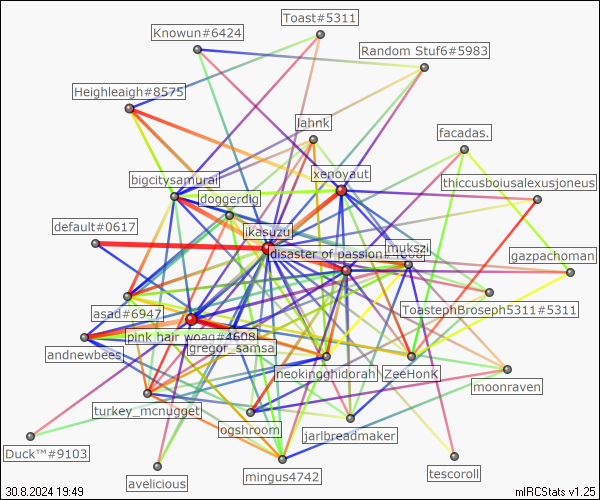 Toast#5311
Knowun#6424
Random Stuf6#5983
Heighleaigh#8575
lahnk
facadas.
xenoyaut
bigcitysamurai
thiccusboiusalexusjoneus
doggerdig
default#0617
ikasuzu
mukszi
disaster of passion#4608
gazpachoman
asad#6947
ToastephBroseph5311#5311
pink hair woag#4608
gregor_samsa
andnewbees
neokingghidorah
ZeeHonk
moonraven
turkey_mcnugget
ogshroom
jarlbreadmaker
Duck™#9103
avelicious
mingus4742
tescoroll
30.8.2024 19:49
mIRCStats v1.25